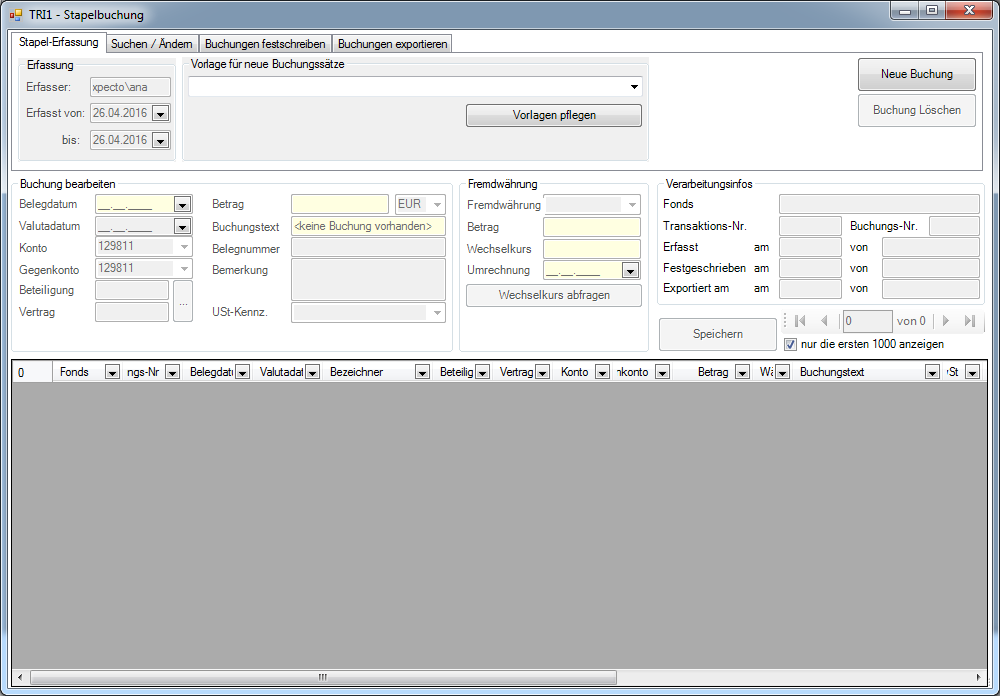 TRI1 - Stapelbuchung
Stapel-Erfassung Suchen / Ändern Buchungen festschreiben Buchungen exportieren
Erfassung
Erfasser: xpecto\ana
Erfasst von: 26.04.2016
bis: 26.04.2016
Vorlage für neue Buchungssätze
Vorlagen pflegen
Neue Buchung
Buchung Löschen
Buchung bearbeiten
Belegdatum __.__.____
Valutadatum __.__.____
Konto 129811
Gegenkonto 129811
Beteiligung
Vertrag
...
Betrag EUR
Buchungstext <keine Buchung vorhanden>
Belegnummer
Bemerkung
USt-Kennz.
Fremdwährung
Fremdwährung
Betrag
Wechselkurs
Umrechnung __.__.____
Wechselkurs abfragen
Verarbeitungsinfos
Fonds
Transaktions-Nr. Buchungs-Nr.
Erfasst am von
Festgeschrieben am von
Exportiert am am von
Speichern
0 von 0
nur die ersten 1000 anzeigen
0 Fonds ngs-Nr Belegdatu Valutadat Bezeichner Beteilig Vertrag Konto nkonto Betrag Wä Buchungstext St